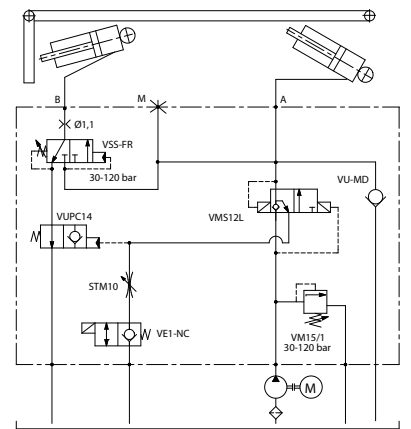 B
M
A
Ø1,1
VSS-FR
30-120 bar
VU-MD
VMS12L
VUPC14
STM10
VE1-NC
VM15/1
30-120 bar
M